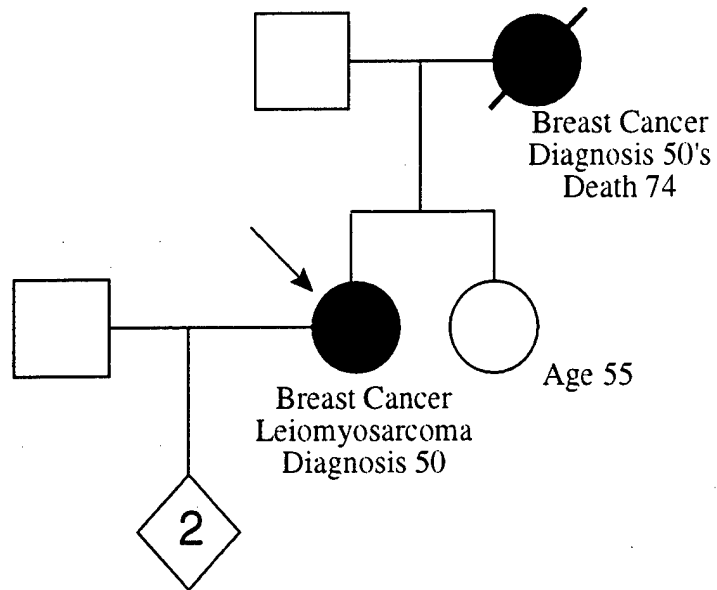 Breast Cancer
Diagnosis 50's
Death 74
Age 55
Breast Cancer
Leiomyosarcoma
Diagnosis 50
2